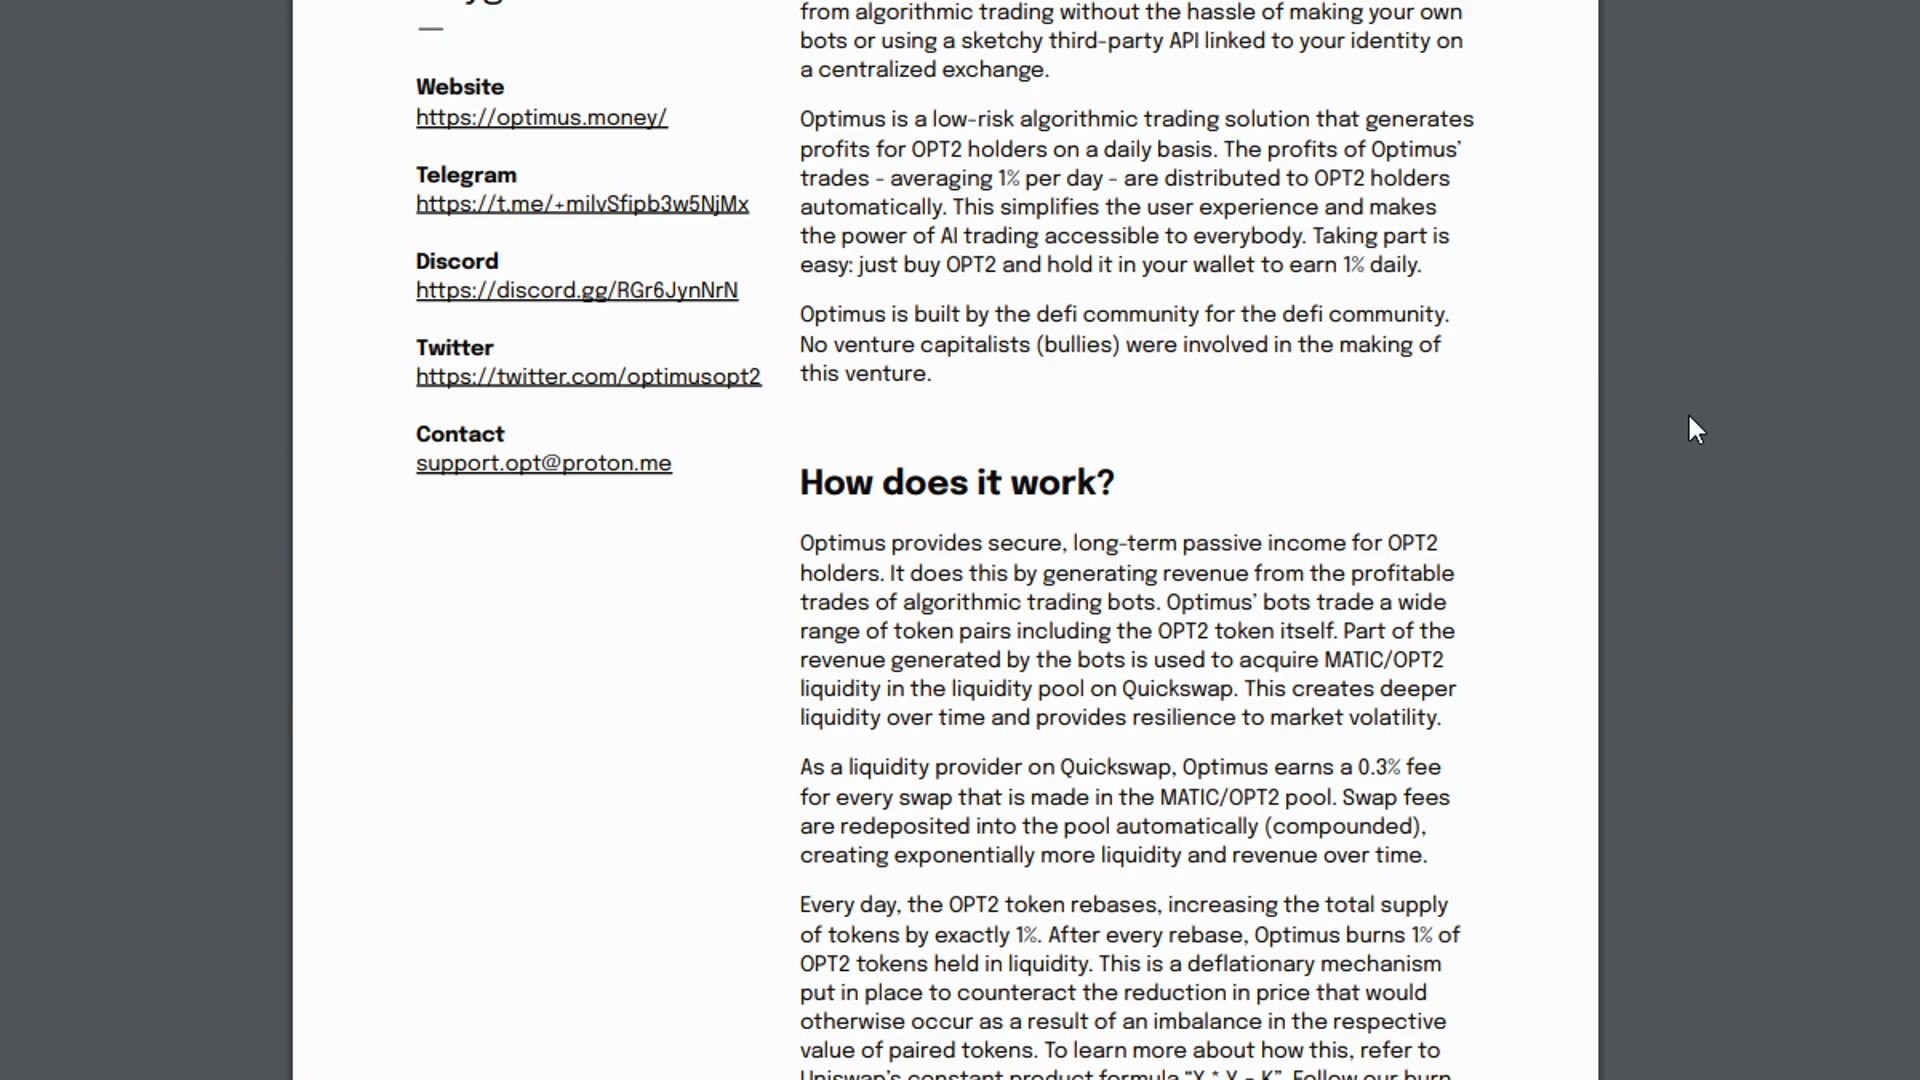 Website
https://optimus.money/
Telegram
https://t.me/+milvSfipb3w5NjMx
Discord
https://discord.gg/RGr6JynNrN
Twitter
https://twitter.com/optimusopt2
Contact
support.opt@proton.me
from algorithmic trading without the hassle of making your own
bots or using a sketchy third-party API linked to your identity on
a centralized exchange.
Optimus is a low-risk algorithmic trading solution that generates
profits for OPT2 holders on a daily basis. The profits of Optimus’
trades - averaging 1% per day - are distributed to OPT2 holders
automatically. This simplifies the user experience and makes
the power of AI trading accessible to everybody. Taking part is
easy: just buy OPT2 and hold it in your wallet to earn 1% daily.
Optimus is built by the defi community for the defi community.
No venture capitalists (bullies) were involved in the making of
this venture.
How does it work?
Optimus provides secure, long-term passive income for OPT2
holders. It does this by generating revenue from the profitable
trades of algorithmic trading bots. Optimus’ bots trade a wide
range of token pairs including the OPT2 token itself. Part of the
revenue generated by the bots is used to acquire MATIC/OPT2
liquidity in the liquidity pool on Quickswap. This creates deeper
liquidity over time and provides resilience to market volatility.
As a liquidity provider on Quickswap, Optimus earns a 0.3% fee
for every swap that is made in the MATIC/OPT2 pool. Swap fees
are redeposited into the pool automatically (compounded),
creating exponentially more liquidity and revenue over time.
Every day, the OPT2 token rebases, increasing the total supply
of tokens by exactly 1%. After every rebase, Optimus burns 1% of
OPT2 tokens held in liquidity. This is a deflationary mechanism
put in place to counteract the reduction in price that would
otherwise occur as a result of an imbalance in the respective
value of paired tokens. To learn more about how this, refer to
Uniswap’s constant product formula “X * Y = K”. Follow our burn